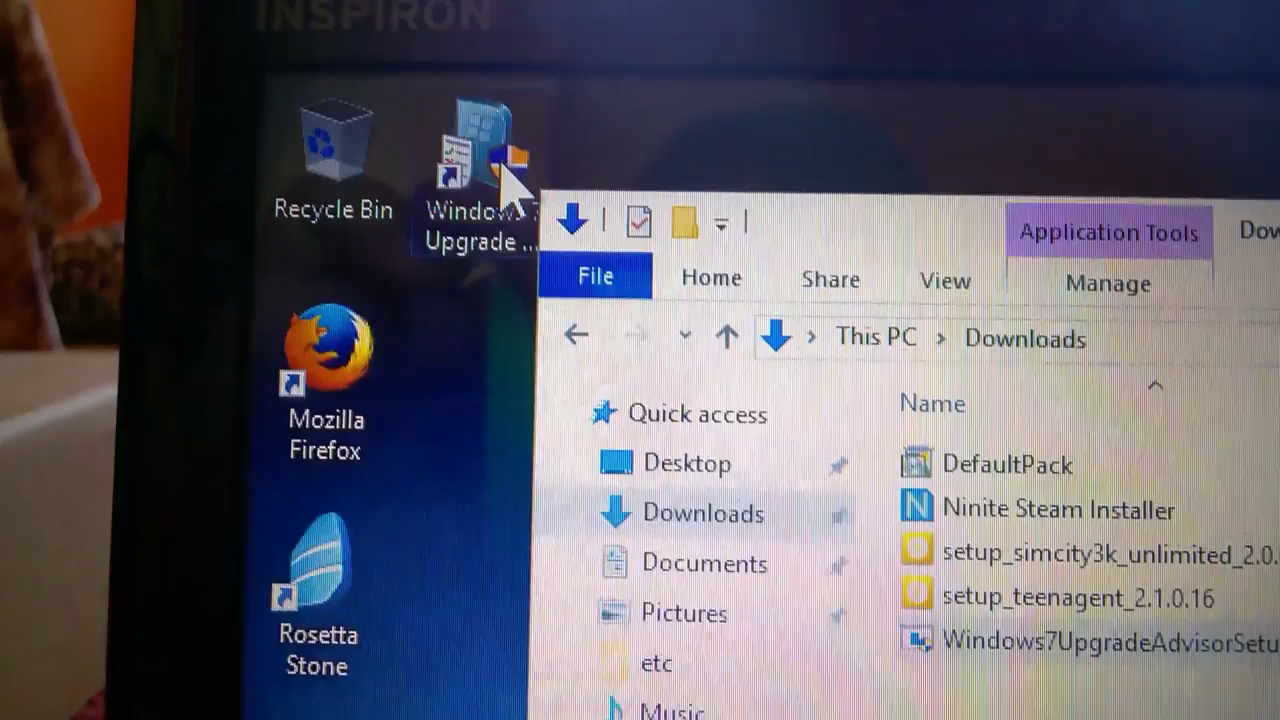 INSPIRON
Recycle Bin
Windows 7
Upgrade ...
Mozilla
Firefox
Rosetta
Stone
Application Tools
File
Home
Share
View
Manage
This PC
Downloads
Quick access
Desktop
Downloads
Documents
Pictures
etc
Music
Name
DefaultPack
Ninite Steam Installer
setup_simcity3k_unlimited_2.0.
setup_teenagent_2.1.0.16
Windows7UpgradeAdvisorSetu